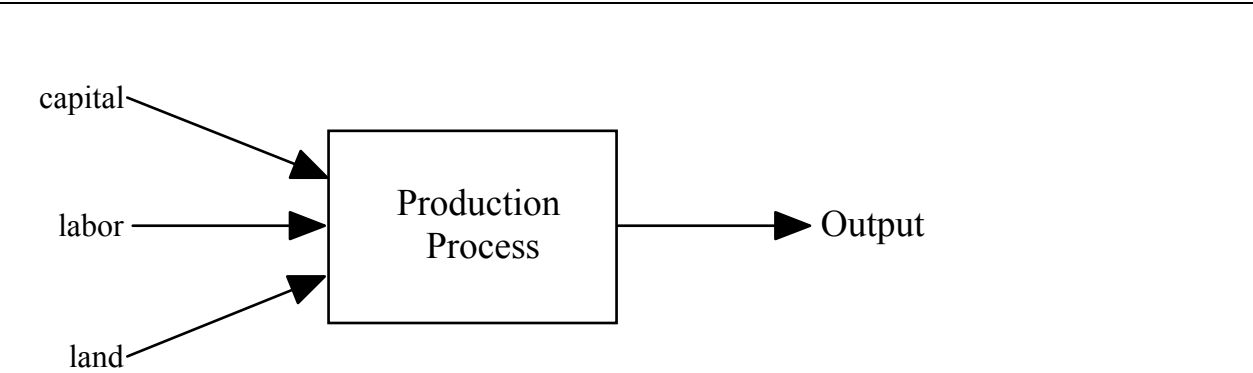 capital
labor
land
Production
Process
Output